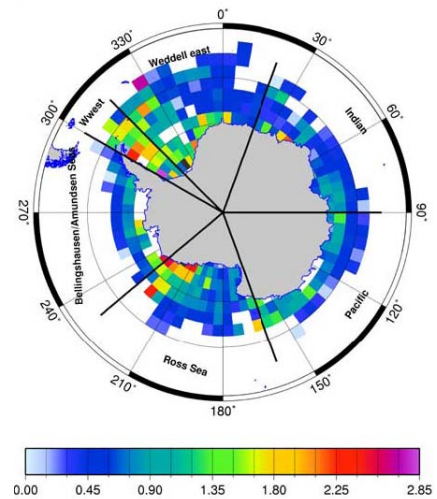 0°
330°
30°
Weddell east
Wwest
300°
60°
Indian
270°
90°
Bellingshausen/Amundsen Seas
240°
120°
Pacific
210°
150°
Ross Sea
180°
0.00 0.45 0.90 1.35 1.80 2.25 2.85